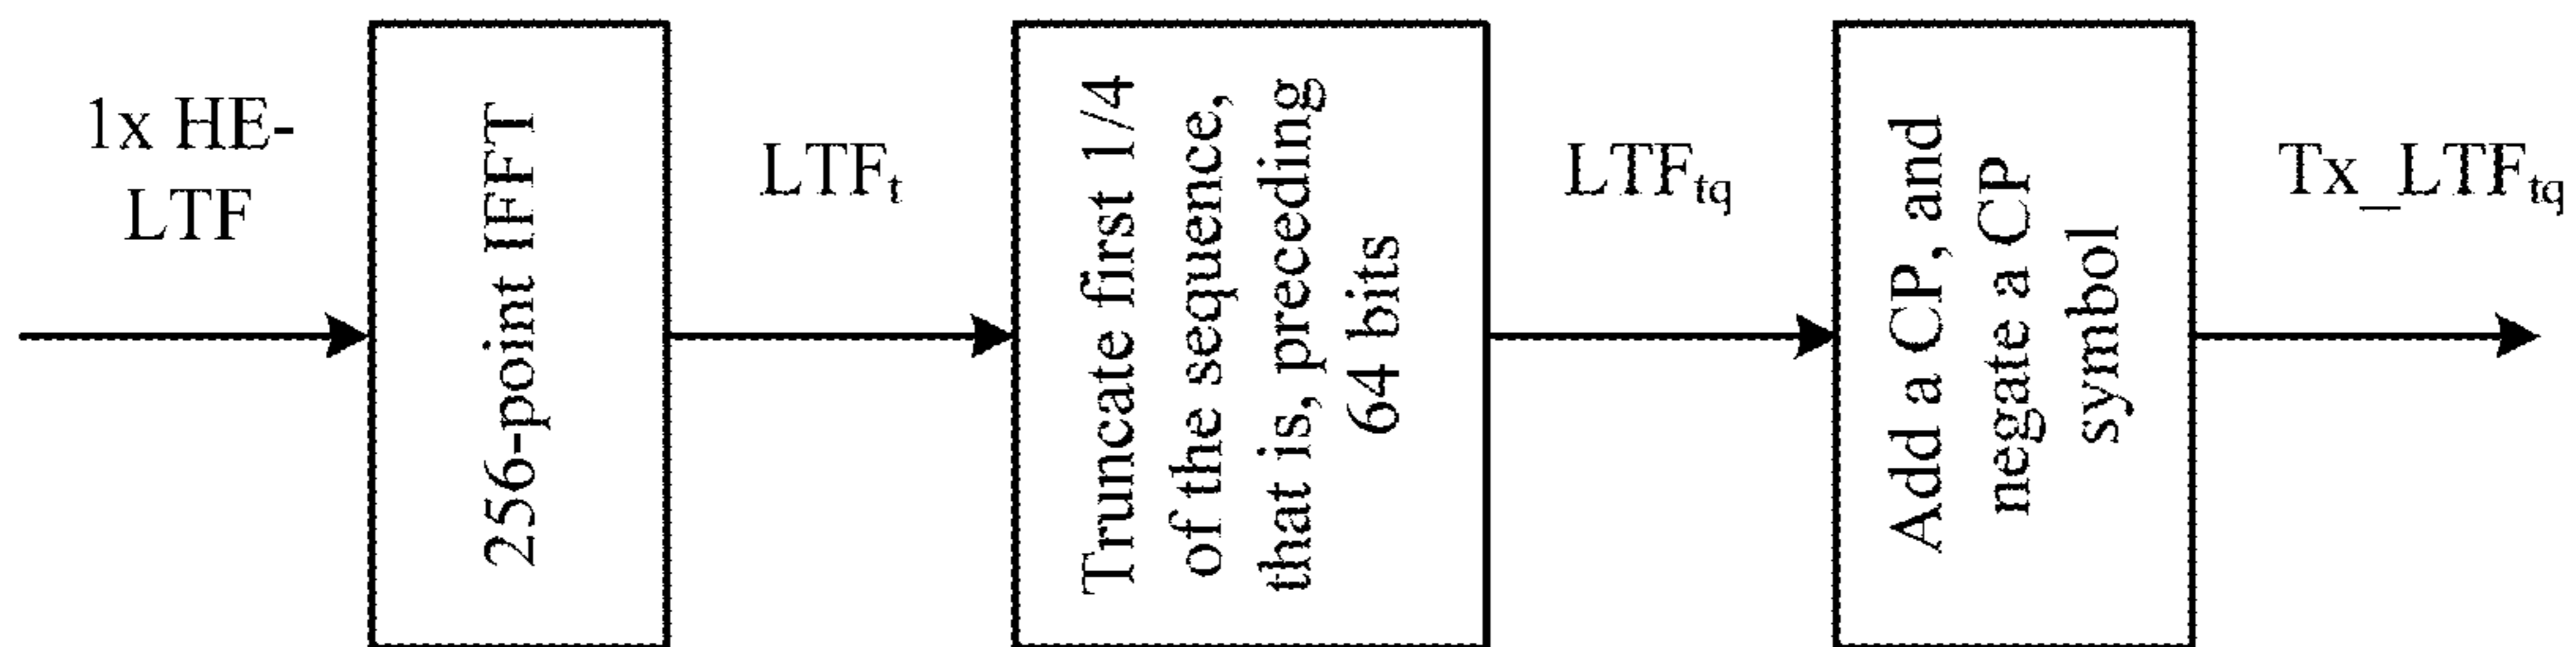 1x HE-
LTF
256-point IFFT
LTFt
Truncate first 1/4
of the sequence,
that is, preceding
64 bits
LTFtq
Add a CP, and
negate a CP
symbol
Tx_LTFtq